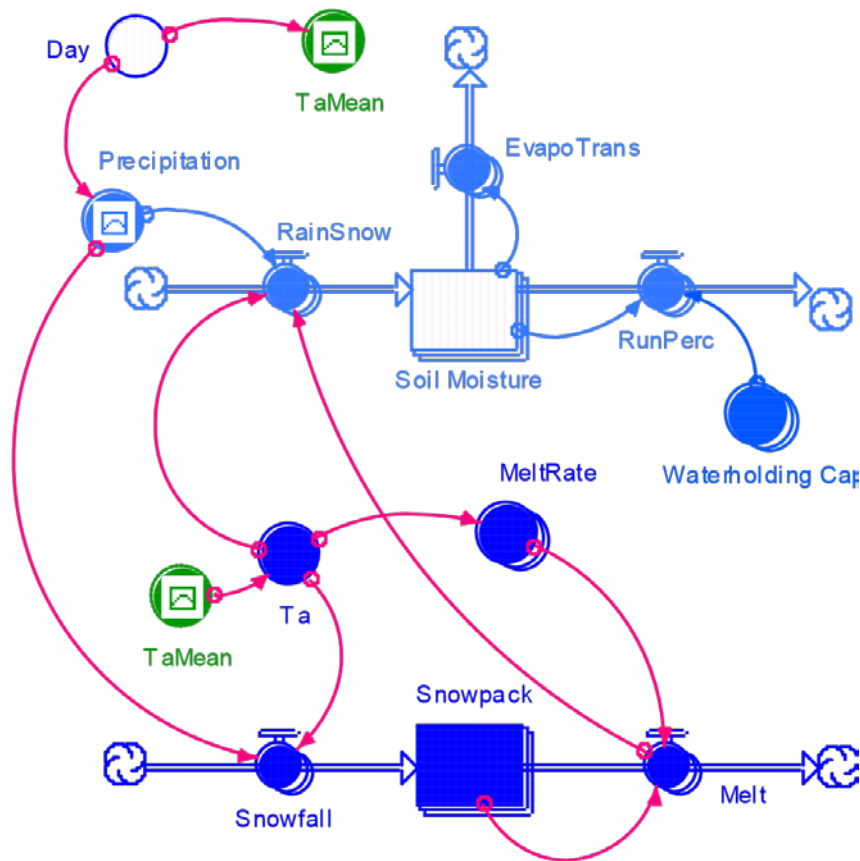 Day
TaMean
EvapoTrans
Precipitation
RainSnow
RunPerc
Soil Moisture
Waterholding Cap
MeltRate
Ta
TaMean
Snowpack
Melt
Snowfall